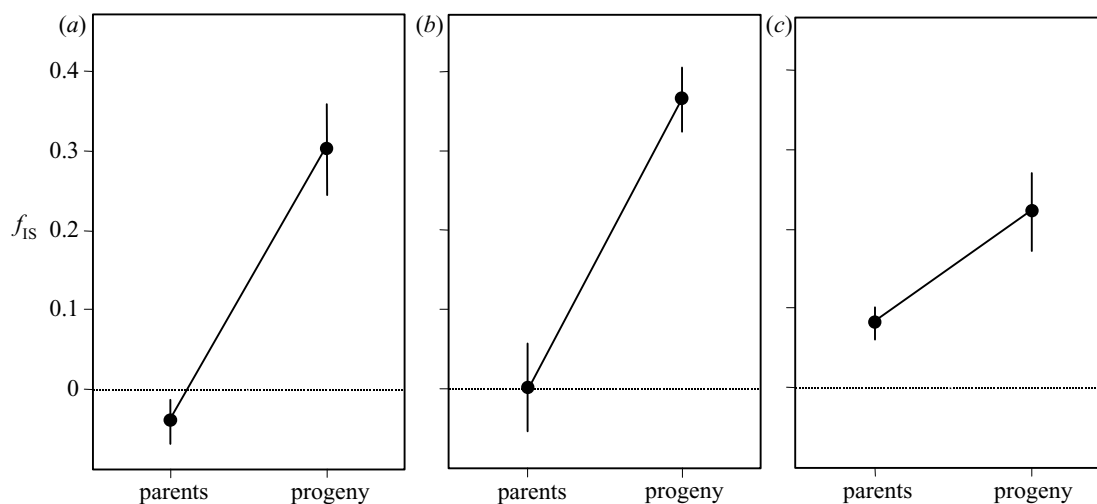 (a) (b) (c)
0.4
0.3
f_IS 0.2
0.1
0
parents progeny parents progeny parents progeny